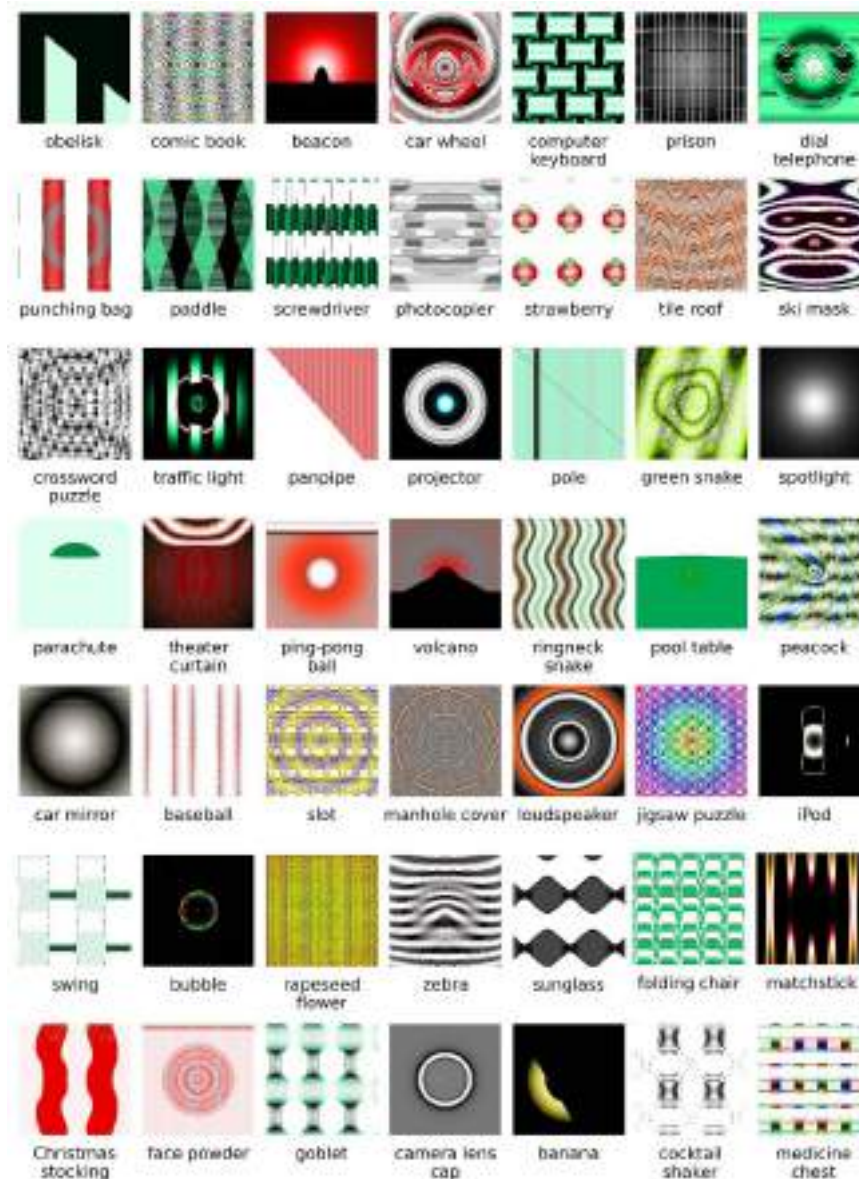 obelisk
comic book
beacon
car wheel
computer
keyboard
prison
dial
telephone
punching bag
paddle
screwdriver
photocopier
strawberry
tile roof
ski mask
crossword
puzzle
traffic light
panpipe
projector
pole
green snake
spotlight
parachute
theater
curtain
ping-pong
ball
volcano
ringneck
snake
pool table
peacock
car mirror
baseball
slot
manhole cover
loudspeaker
jigsaw puzzle
iPod
swing
bubble
rapeseed
flower
zebra
sunglass
folding chair
matchstick
Christmas
stocking
face powder
goblet
camera lens
cap
banana
cocktail
shaker
medicine
chest